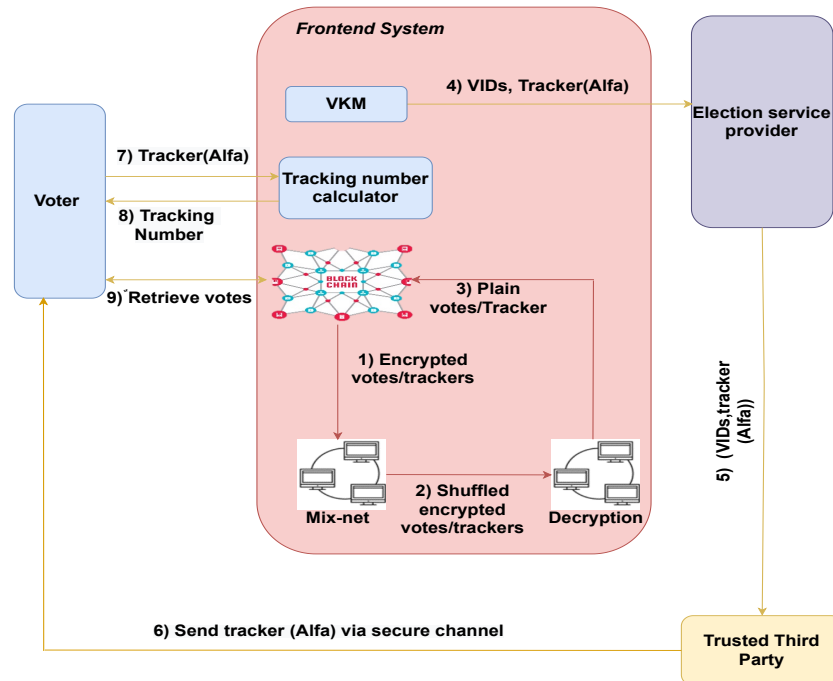 Frontend System
VKM
4) VIDs, Tracker(Alfa)
Election service
provider
7) Tracker(Alfa)
Voter
Tracking number
calculator
8) Tracking
Number
BLOCK
CHAIN
9) Retrieve votes
3) Plain
votes/Tracker
1) Encrypted
votes/trackers
5) (VIDs,tracker
(Alfa))
Mix-net
2) Shuffled
encrypted
votes/trackers
Decryption
6) Send tracker (Alfa) via secure channel
Trusted Third
Party